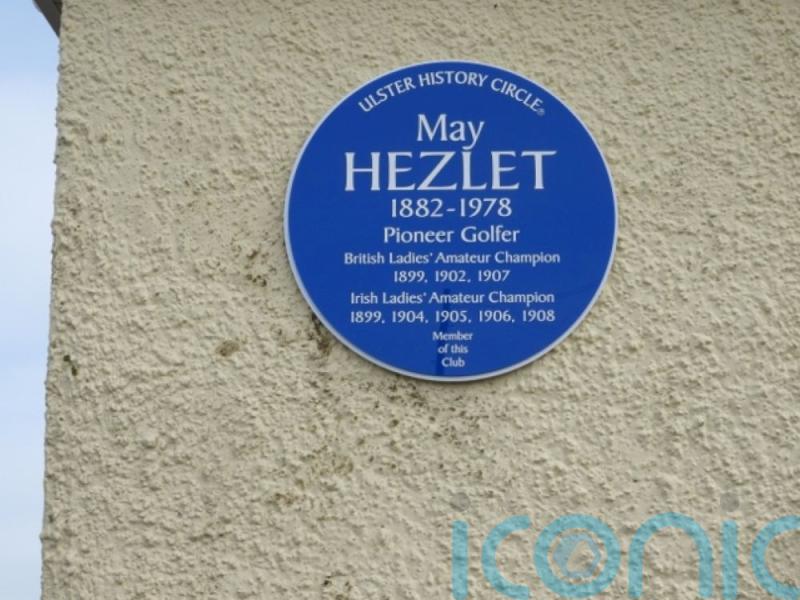 ULSTER HISTORY CIRCLE®
May
HEZLET
1882-1978
Pioneer Golfer
British Ladies' Amateur Champion
1899, 1902, 1907
Irish Ladies' Amateur Champion
1899, 1904, 1905, 1906, 1908
Member
of this
Club
iconic